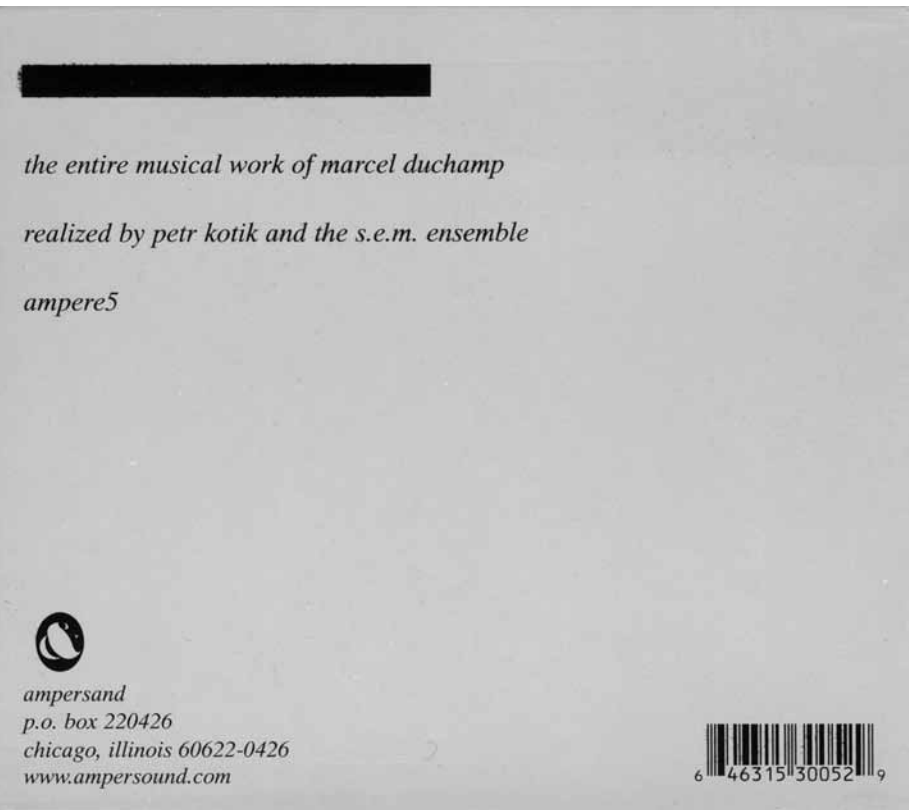 the entire musical work of marcel duchamp
realized by petr kotik and the s.e.m. ensemble
ampere5
ampersand
p.o. box 220426
chicago, illinois 60622-0426
www.ampersound.com
6 46315 30052 9